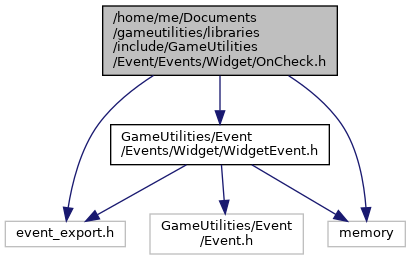 /home/me/Documents
/gameutilities/libraries
/include/GameUtilities
/Event/Events/Widget/OnCheck.h
GameUtilities/Event
/Events/Widget/WidgetEvent.h
event_export.h
GameUtilities/Event
/Event.h
memory